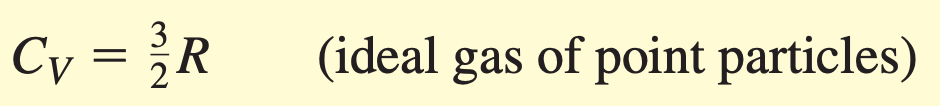 C_V = 3/2 R (ideal gas of point particles)